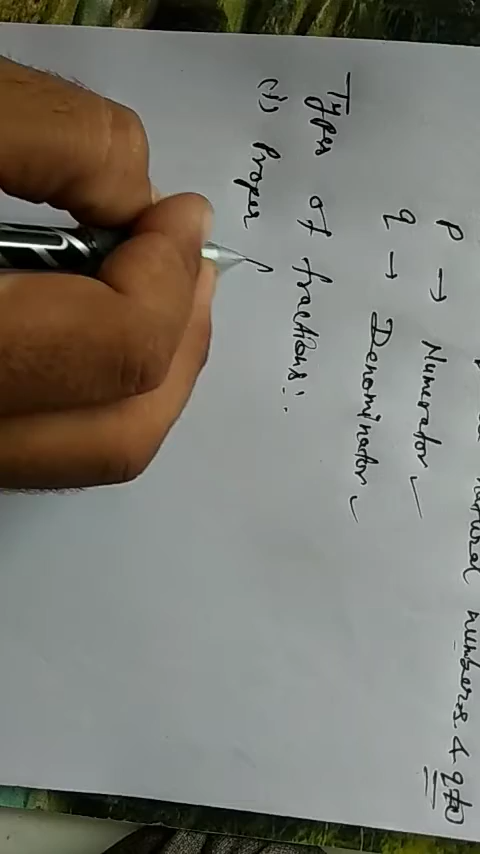 natural numbers. & q≠0
p → Numerator ✓
q → Denominator ✓
Types of fractions:.
(i) Proper f